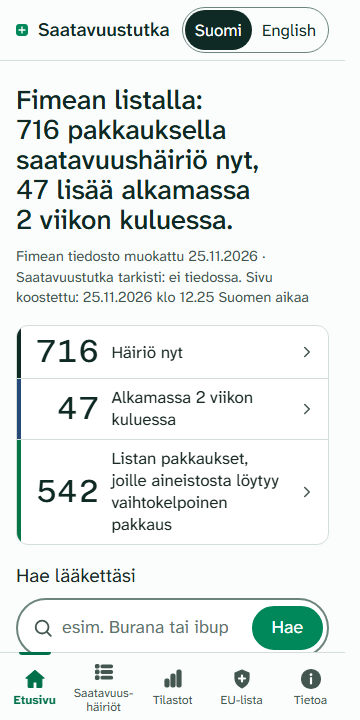 Saatavuustutka
Suomi
English
Fimean listalla:
716 pakkauksella
saatavuushäiriö nyt,
47 lisää alkamassa
2 viikon kuluessa.
Fimean tiedosto muokattu 25.11.2026 ·
Saatavuustutka tarkisti: ei tiedossa. Sivu
koostettu: 25.11.2026 klo 12.25 Suomen aikaa
716 Häiriö nyt
47 Alkamassa 2 viikon
kuluessa
542 Listan pakkaukset,
joille aineistosta löytyy
vaihtokelpoinen
pakkaus
Hae lääkettäsi
esim. Burana tai ibup
Hae
Etusivu
Saatavuus-
häiriöt
Tilastot
EU-lista
Tietoa